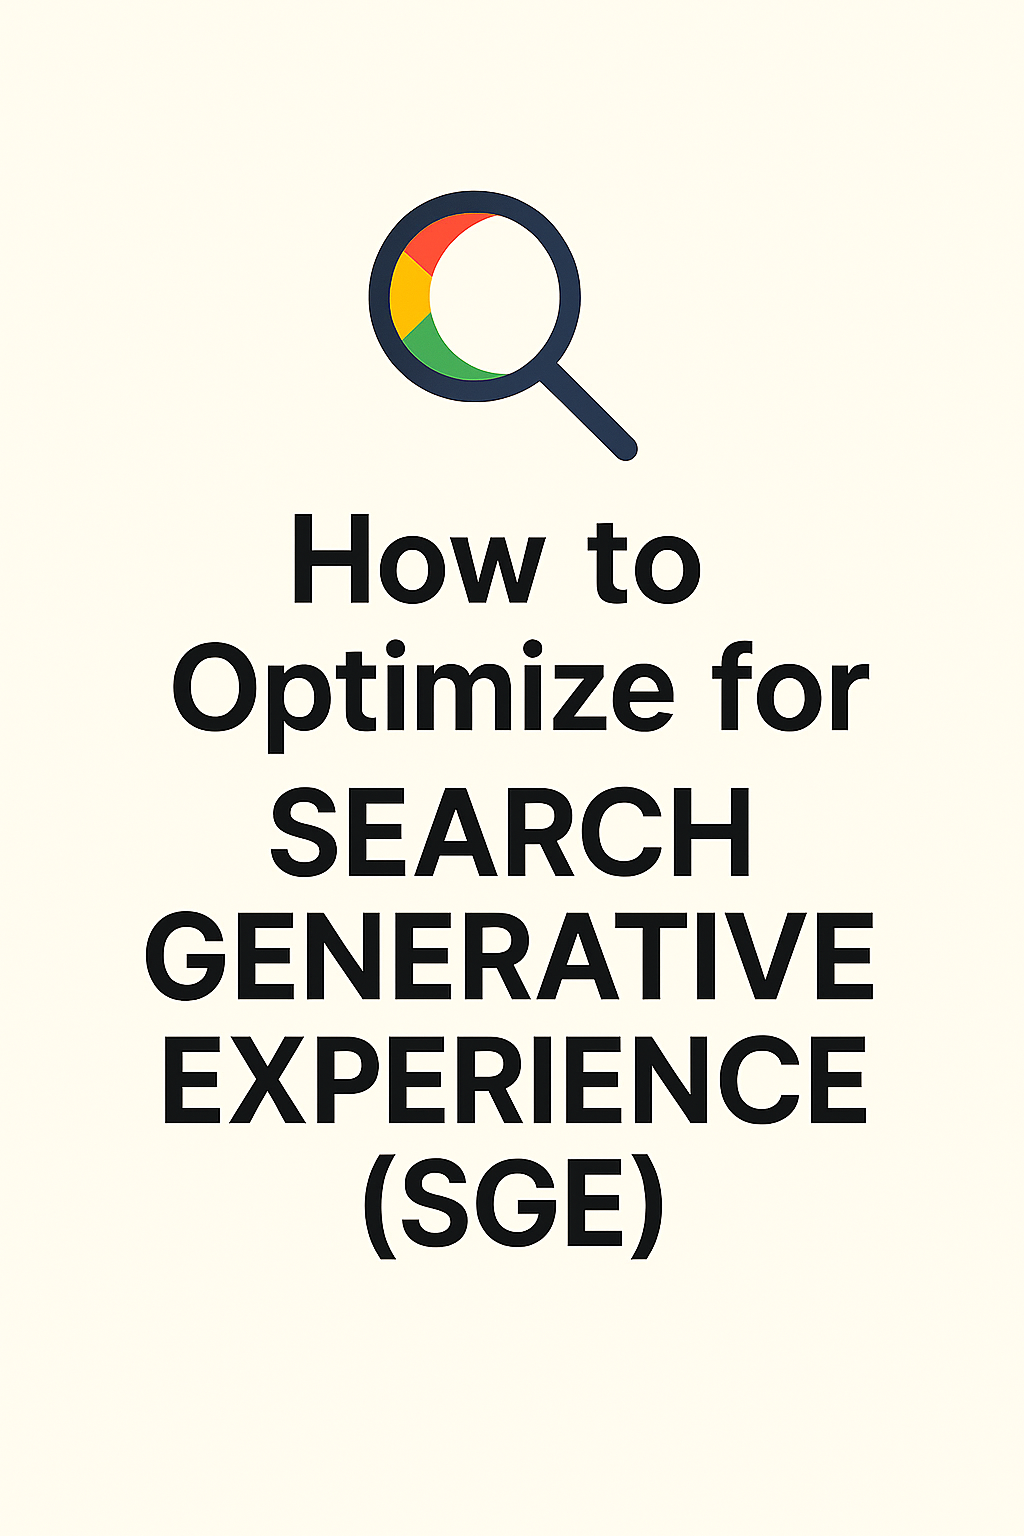 How to
Optimize for
SEARCH
GENERATIVE
EXPERIENCE
(SGE)